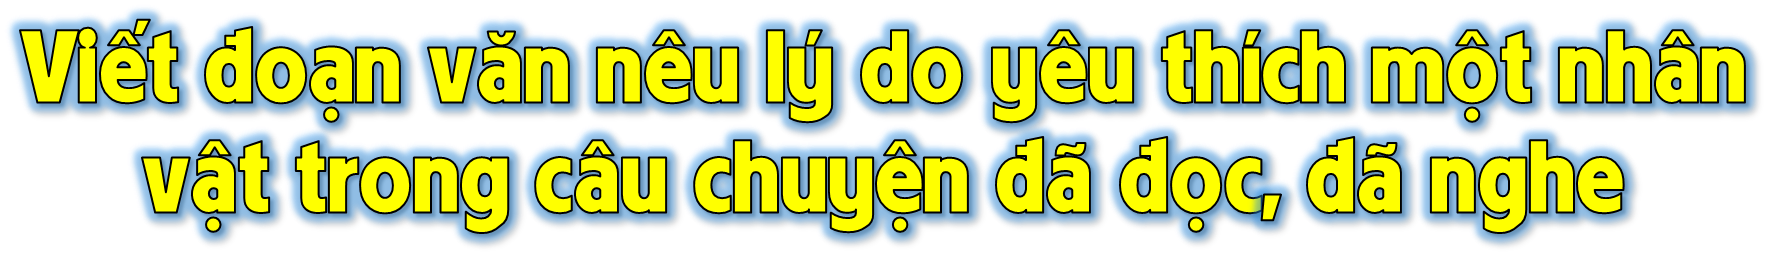 Viết đoạn văn nêu lý do yêu thích một nhân
vật trong câu chuyện đã đọc, đã nghe